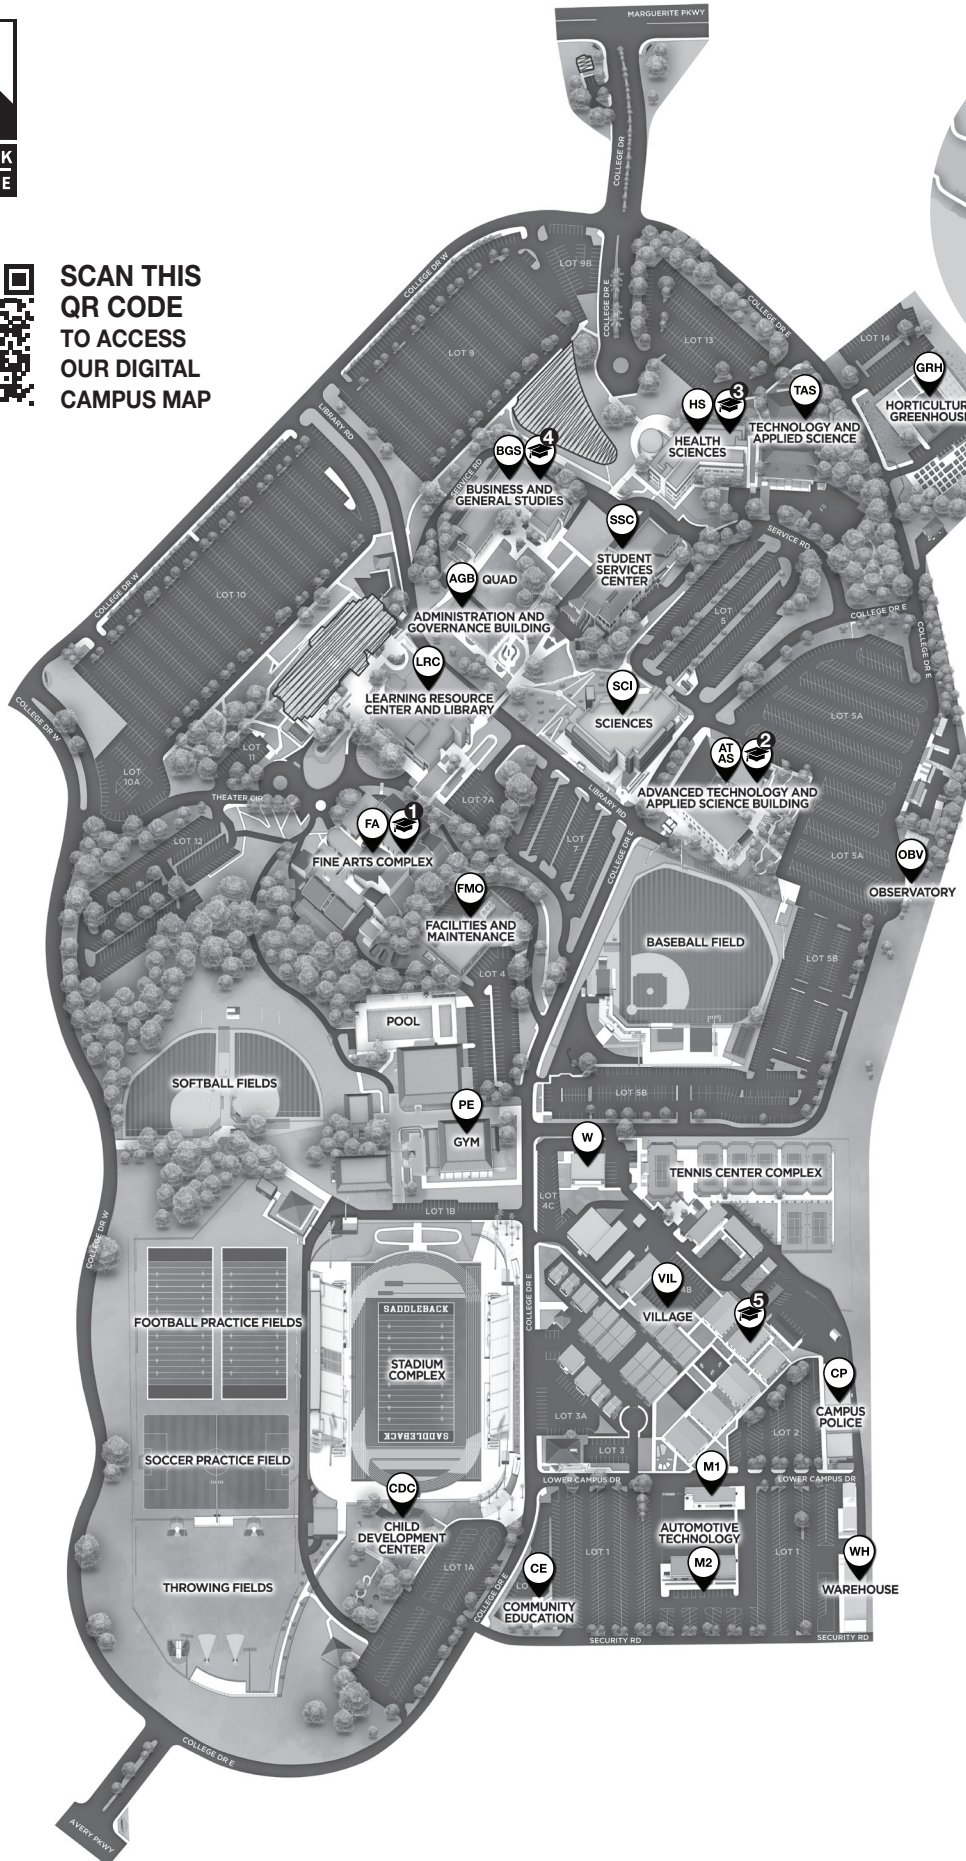 MARGUERITE PKWY
K
E
COLLEGE DR
SCAN THIS
QR CODE
TO ACCESS
OUR DIGITAL
CAMPUS MAP
COLLEGE DR W
LOT 9B
COLLEGE DR E
COLLEGE DR E
LOT 9
LOT 13
LOT 14
GRH
HORTICULTUR
GREENHOUSE
HS
3
HEALTH
SCIENCES
TAS
TECHNOLOGY AND
APPLIED SCIENCE
LIBRARY RD
BGS
4
SERVICE RD
BUSINESS AND
GENERAL STUDIES
SSC
STUDENT
SERVICES
CENTER
SERVICE RD
AGB
QUAD
ADMINISTRATION AND
GOVERNANCE BUILDING
COLLEGE DR W
LOT 10
LOT
5
COLLEGE DR E
COLLEGE DR E
LRC
LEARNING RESOURCE
CENTER AND LIBRARY
SCI
SCIENCES
COLLEGE DR W
LOT 5A
LOT
11
LOT
10A
AT
AS
2
ADVANCED TECHNOLOGY AND
APPLIED SCIENCE BUILDING
THEATER CIR
LOT 7A
LIBRARY RD
LOT 12
FA
1
FINE ARTS COMPLEX
LOT
7
COLLEGE DR E
LOT 5A
OBV
OBSERVATORY
FMO
FACILITIES AND
MAINTENANCE
BASEBALL FIELD
LOT 5B
LOT 4
POOL
SOFTBALL FIELDS
LOT 5B
PE
GYM
W
TENNIS CENTER COMPLEX
LOT
4C
LOT 1B
COLLEGE DR W
COLLEGE DR E
VIL
4B
VILLAGE
5
SADDLEBACK
FOOTBALL PRACTICE FIELDS
STADIUM
COMPLEX
SADDLEBACK
CP
CAMPUS
POLICE
LOT 3A
LOT 2
LOT 3
SOCCER PRACTICE FIELD
M1
LOWER CAMPUS DR
LOWER CAMPUS DR
CDC
CHILD
DEVELOPMENT
CENTER
AUTOMOTIVE
TECHNOLOGY
M2
LOT 1
LOT 1
WH
WAREHOUSE
LOT 1A
CE
LO
COMMUNITY
EDUCATION
THROWING FIELDS
COLLEGE DR E
SECURITY RD
SECURITY RD
COLLEGE DR E
AVERY PKWY